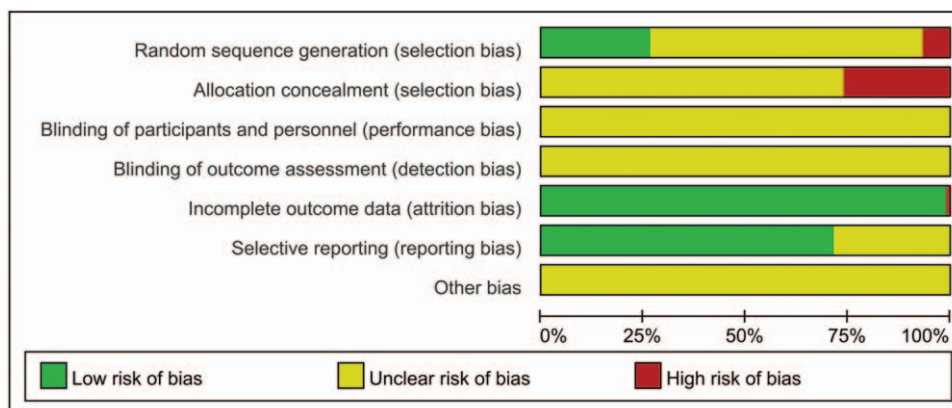 Random sequence generation (selection bias)
Allocation concealment (selection bias)
Blinding of participants and personnel (performance bias)
Blinding of outcome assessment (detection bias)
Incomplete outcome data (attrition bias)
Selective reporting (reporting bias)
Other bias
0% 25% 50% 75% 100%
Low risk of bias Unclear risk of bias High risk of bias